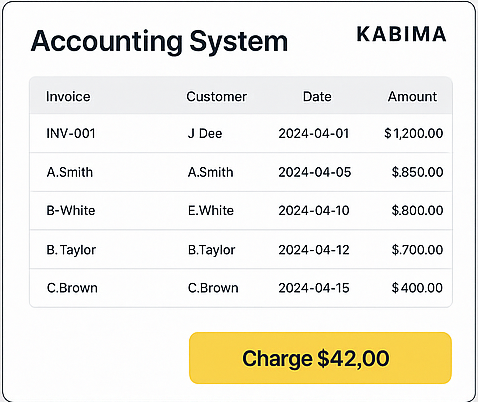 Accounting System
KABIMA
Invoice Customer Date Amount
INV-001 J Dee 2024-04-01 $1,200.00
A.Smith A.Smith 2024-04-05 $.850.00
B-White E.White 2024-04-10 $.800.00
B. Taylor B.Taylor 2024-04-12 $.700.00
C.Brown C.Brown 2024-04-15 $400.00
Charge $42,00